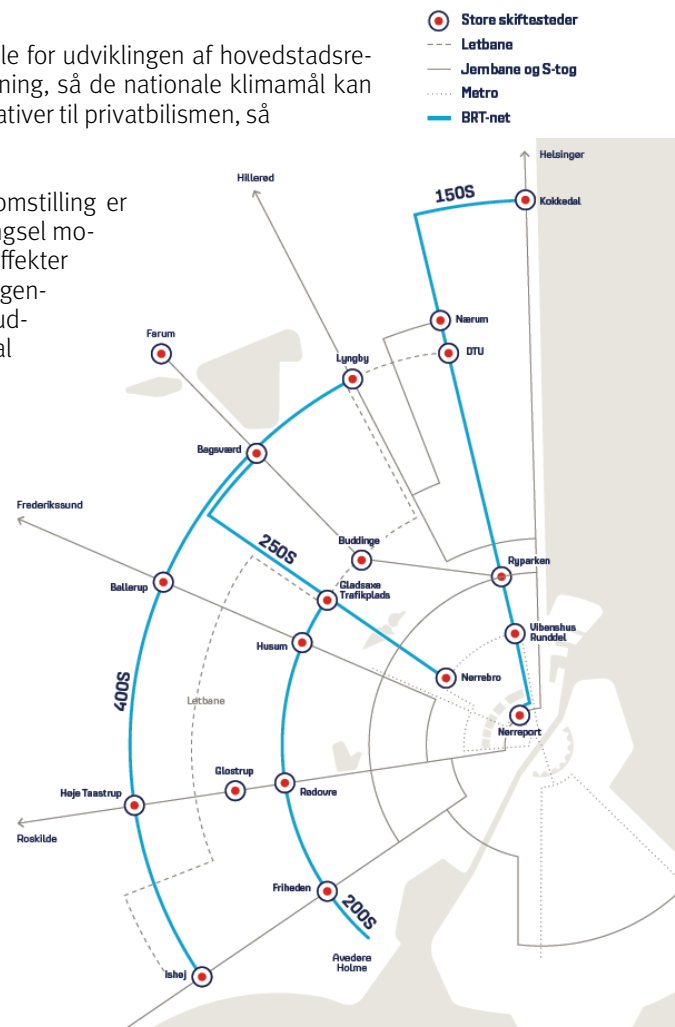 Store skiftesteder
Letbane
Jernbane og S-tog
Metro
BRT-net
le for udviklingen af hovedstadsre-
ning, så de nationale klimamål kan
ativer til privatbilismen, så
omstilling er
ngsel mo-
ffekter
gen-
ud-
al
Helsingør
Hillerød
150S
Kokkedal
Nærum
Farum
DTU
Lyngby
Bagsværd
Frederikssund
Buddinge
250S
Ryparken
Ballerup
Gladsaxe
Trafikplads
Vibenshus
Runddel
Husum
Nørrebro
400S
Letbane
Nørreport
Glostrup
Høje Taastrup
Rødovre
Roskilde
Friheden
200S
Avedøre
Holme
Ishøj